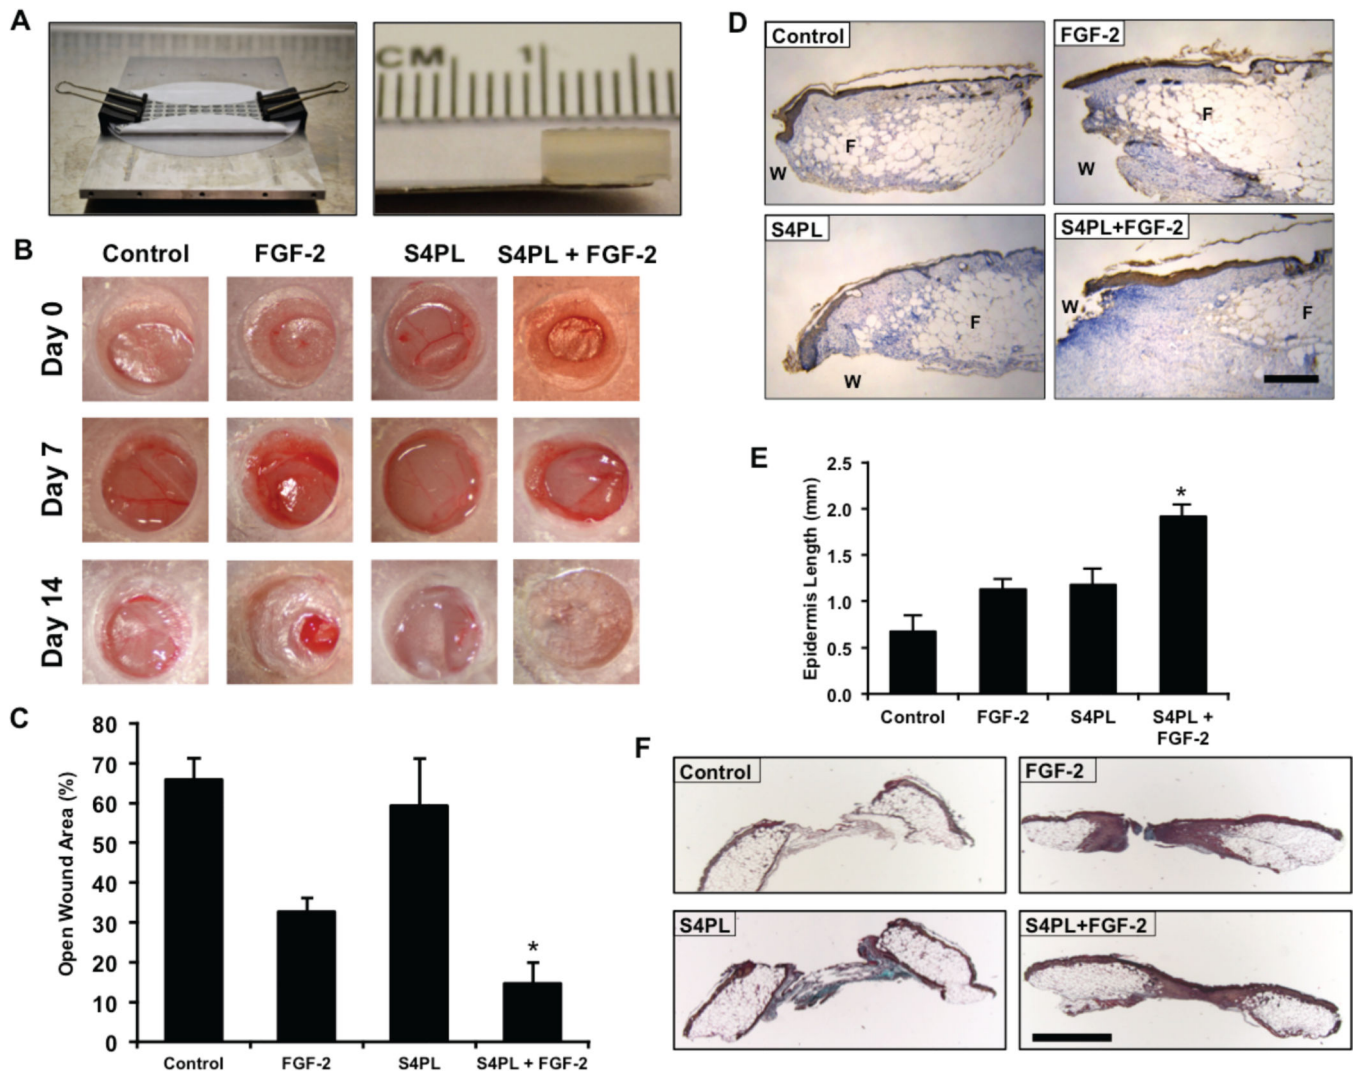 A
CM 1
B
Control FGF-2 S4PL S4PL + FGF-2
Day 0
Day 7
Day 14
C
80
70
60
50
40
30
20
10
0
Open Wound Area (%)
*
Control FGF-2 S4PL S4PL + FGF-2
D
Control
F
W
FGF-2
F
W
S4PL
F
W
S4PL+FGF-2
W
F
E
2.5
2.0
1.5
1.0
0.5
0.0
Epidermis Length (mm)
*
Control FGF-2 S4PL S4PL +
FGF-2
F
Control
FGF-2
S4PL
S4PL+FGF-2